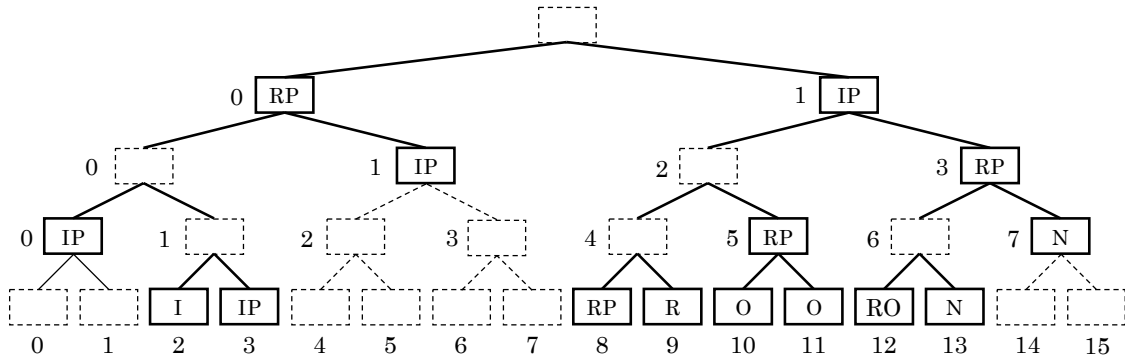 0 RP 1 IP
0 1 IP 2 3 RP
0 IP 1 2 3 4 5 RP 6 7 N
I IP RP R O O RO N
0 1 2 3 4 5 6 7 8 9 10 11 12 13 14 15